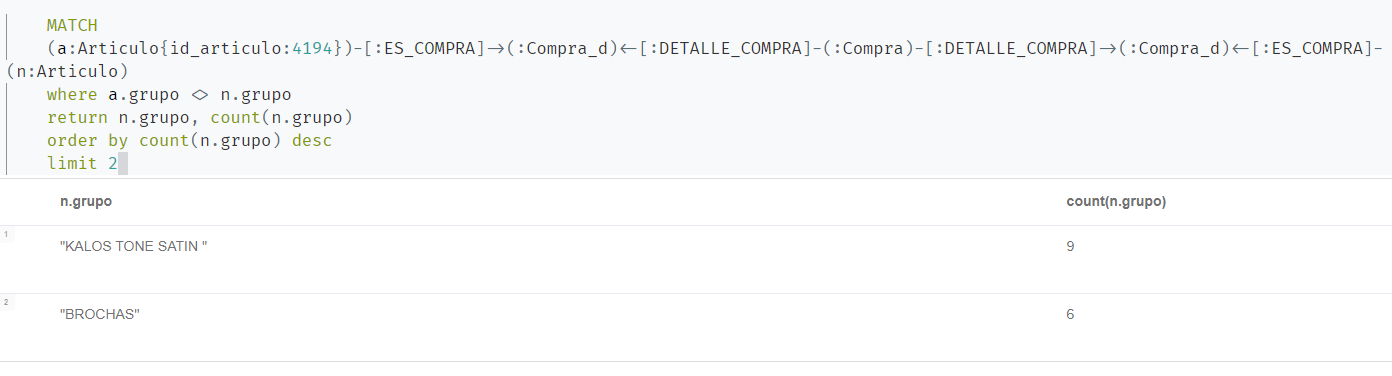 MATCH
(a:Articulo{id_articulo:4194})-[:ES_COMPRA]→(:Compra_d)←[:DETALLE_COMPRA]-(:Compra)-[:DETALLE_COMPRA]→(:Compra_d)←[:ES_COMPRA]-
(n:Articulo)
where a.grupo <> n.grupo
return n.grupo, count(n.grupo)
order by count(n.grupo) desc
limit 2
n.grupo count(n.grupo)
1 "KALOS TONE SATIN " 9
2 "BROCHAS" 6